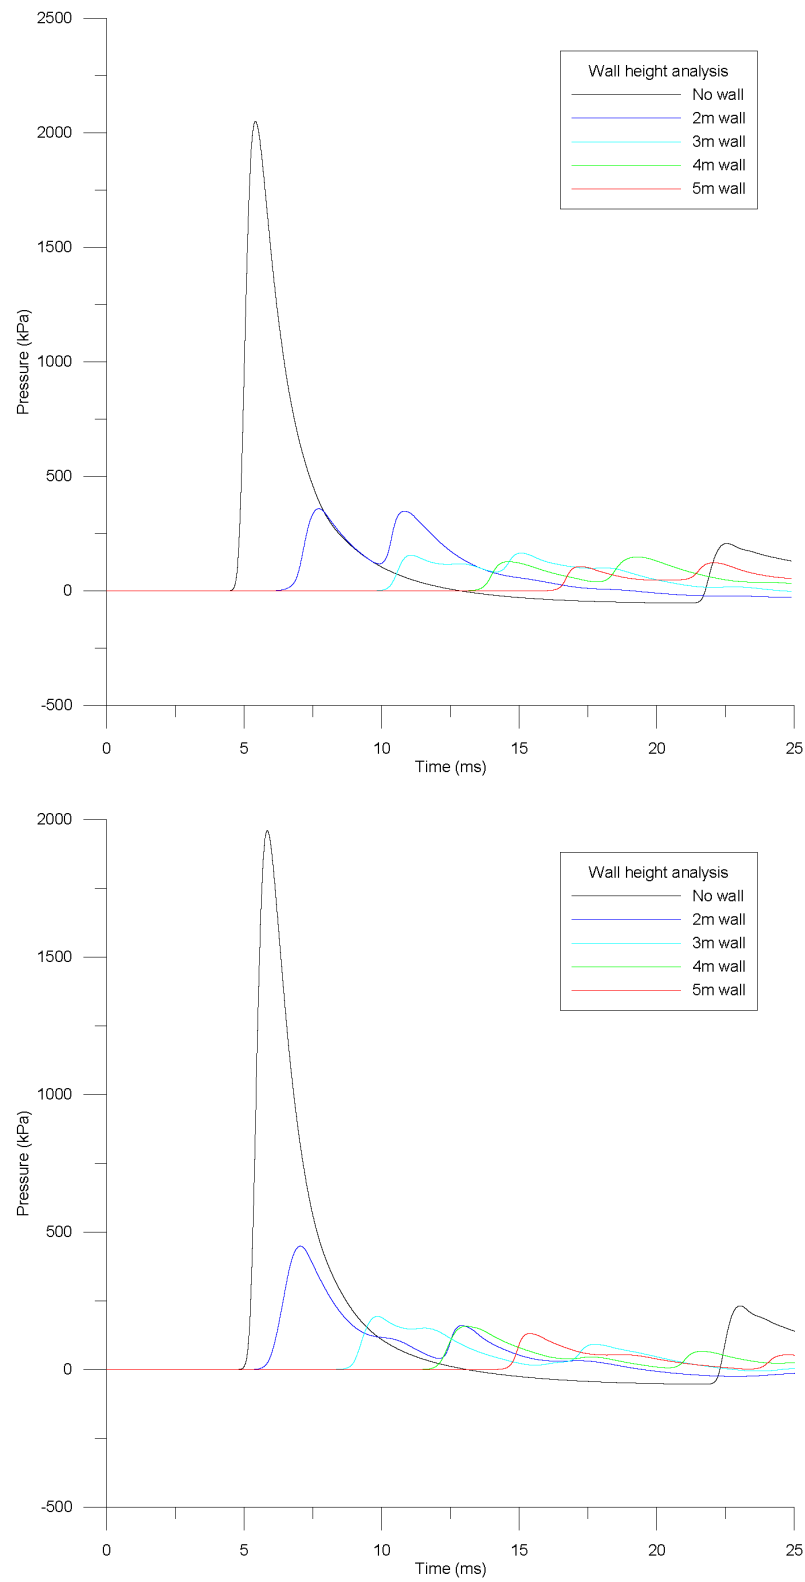 2500
Wall height analysis
No wall
2m wall
3m wall
4m wall
5m wall
2000
1500
Pressure (kPa)
1000
500
0
-500
0 5 10 15 20 25
Time (ms)
2000
Wall height analysis
No wall
2m wall
3m wall
4m wall
5m wall
1500
Pressure (kPa)
1000
500
0
-500
0 5 10 15 20 25
Time (ms)